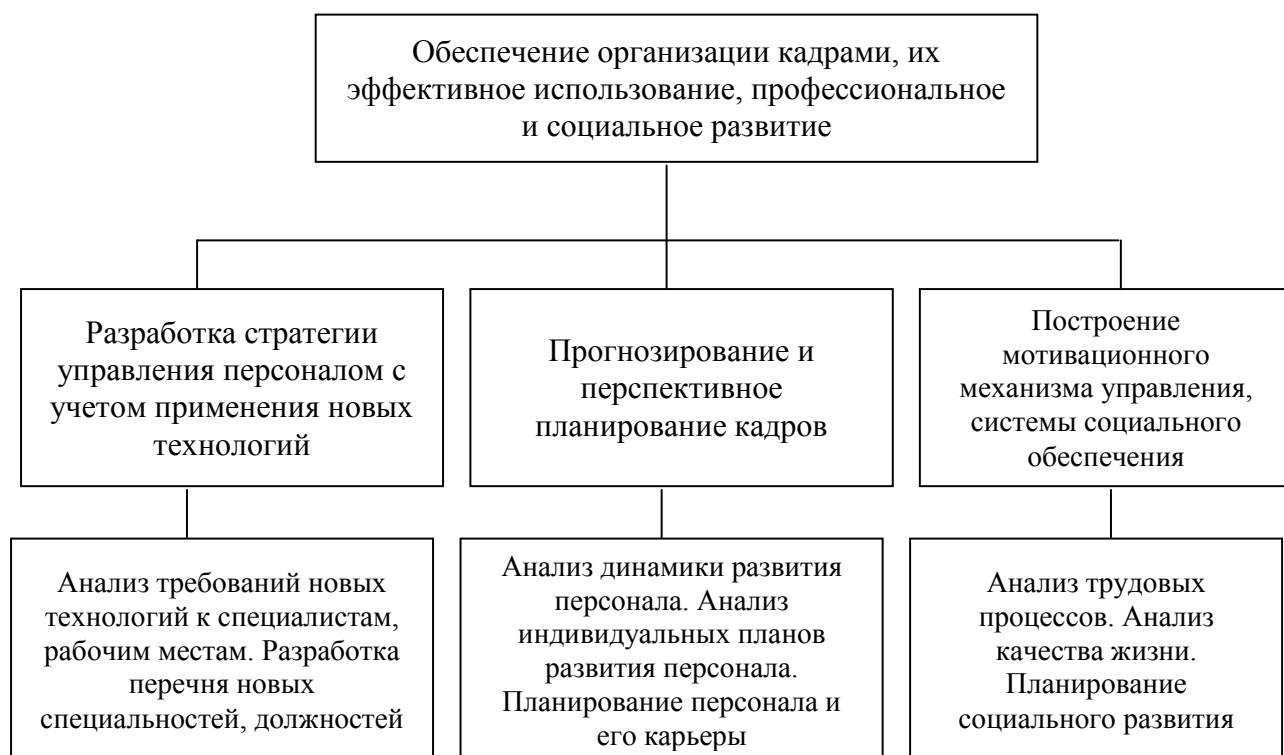 Обеспечение организации кадрами, их
эффективное использование, профессиональное
и социальное развитие
Разработка стратегии
управления персоналом с
учетом применения новых
технологий
Прогнозирование и
перспективное
планирование кадров
Построение
мотивационного
механизма управления,
системы социального
обеспечения
Анализ требований новых
технологий к специалистам,
рабочим местам. Разработка
перечня новых
специальностей, должностей
Анализ динамики развития
персонала. Анализ
индивидуальных планов
развития персонала.
Планирование персонала и
его карьеры
Анализ трудовых
процессов. Анализ
качества жизни.
Планирование
социального развития